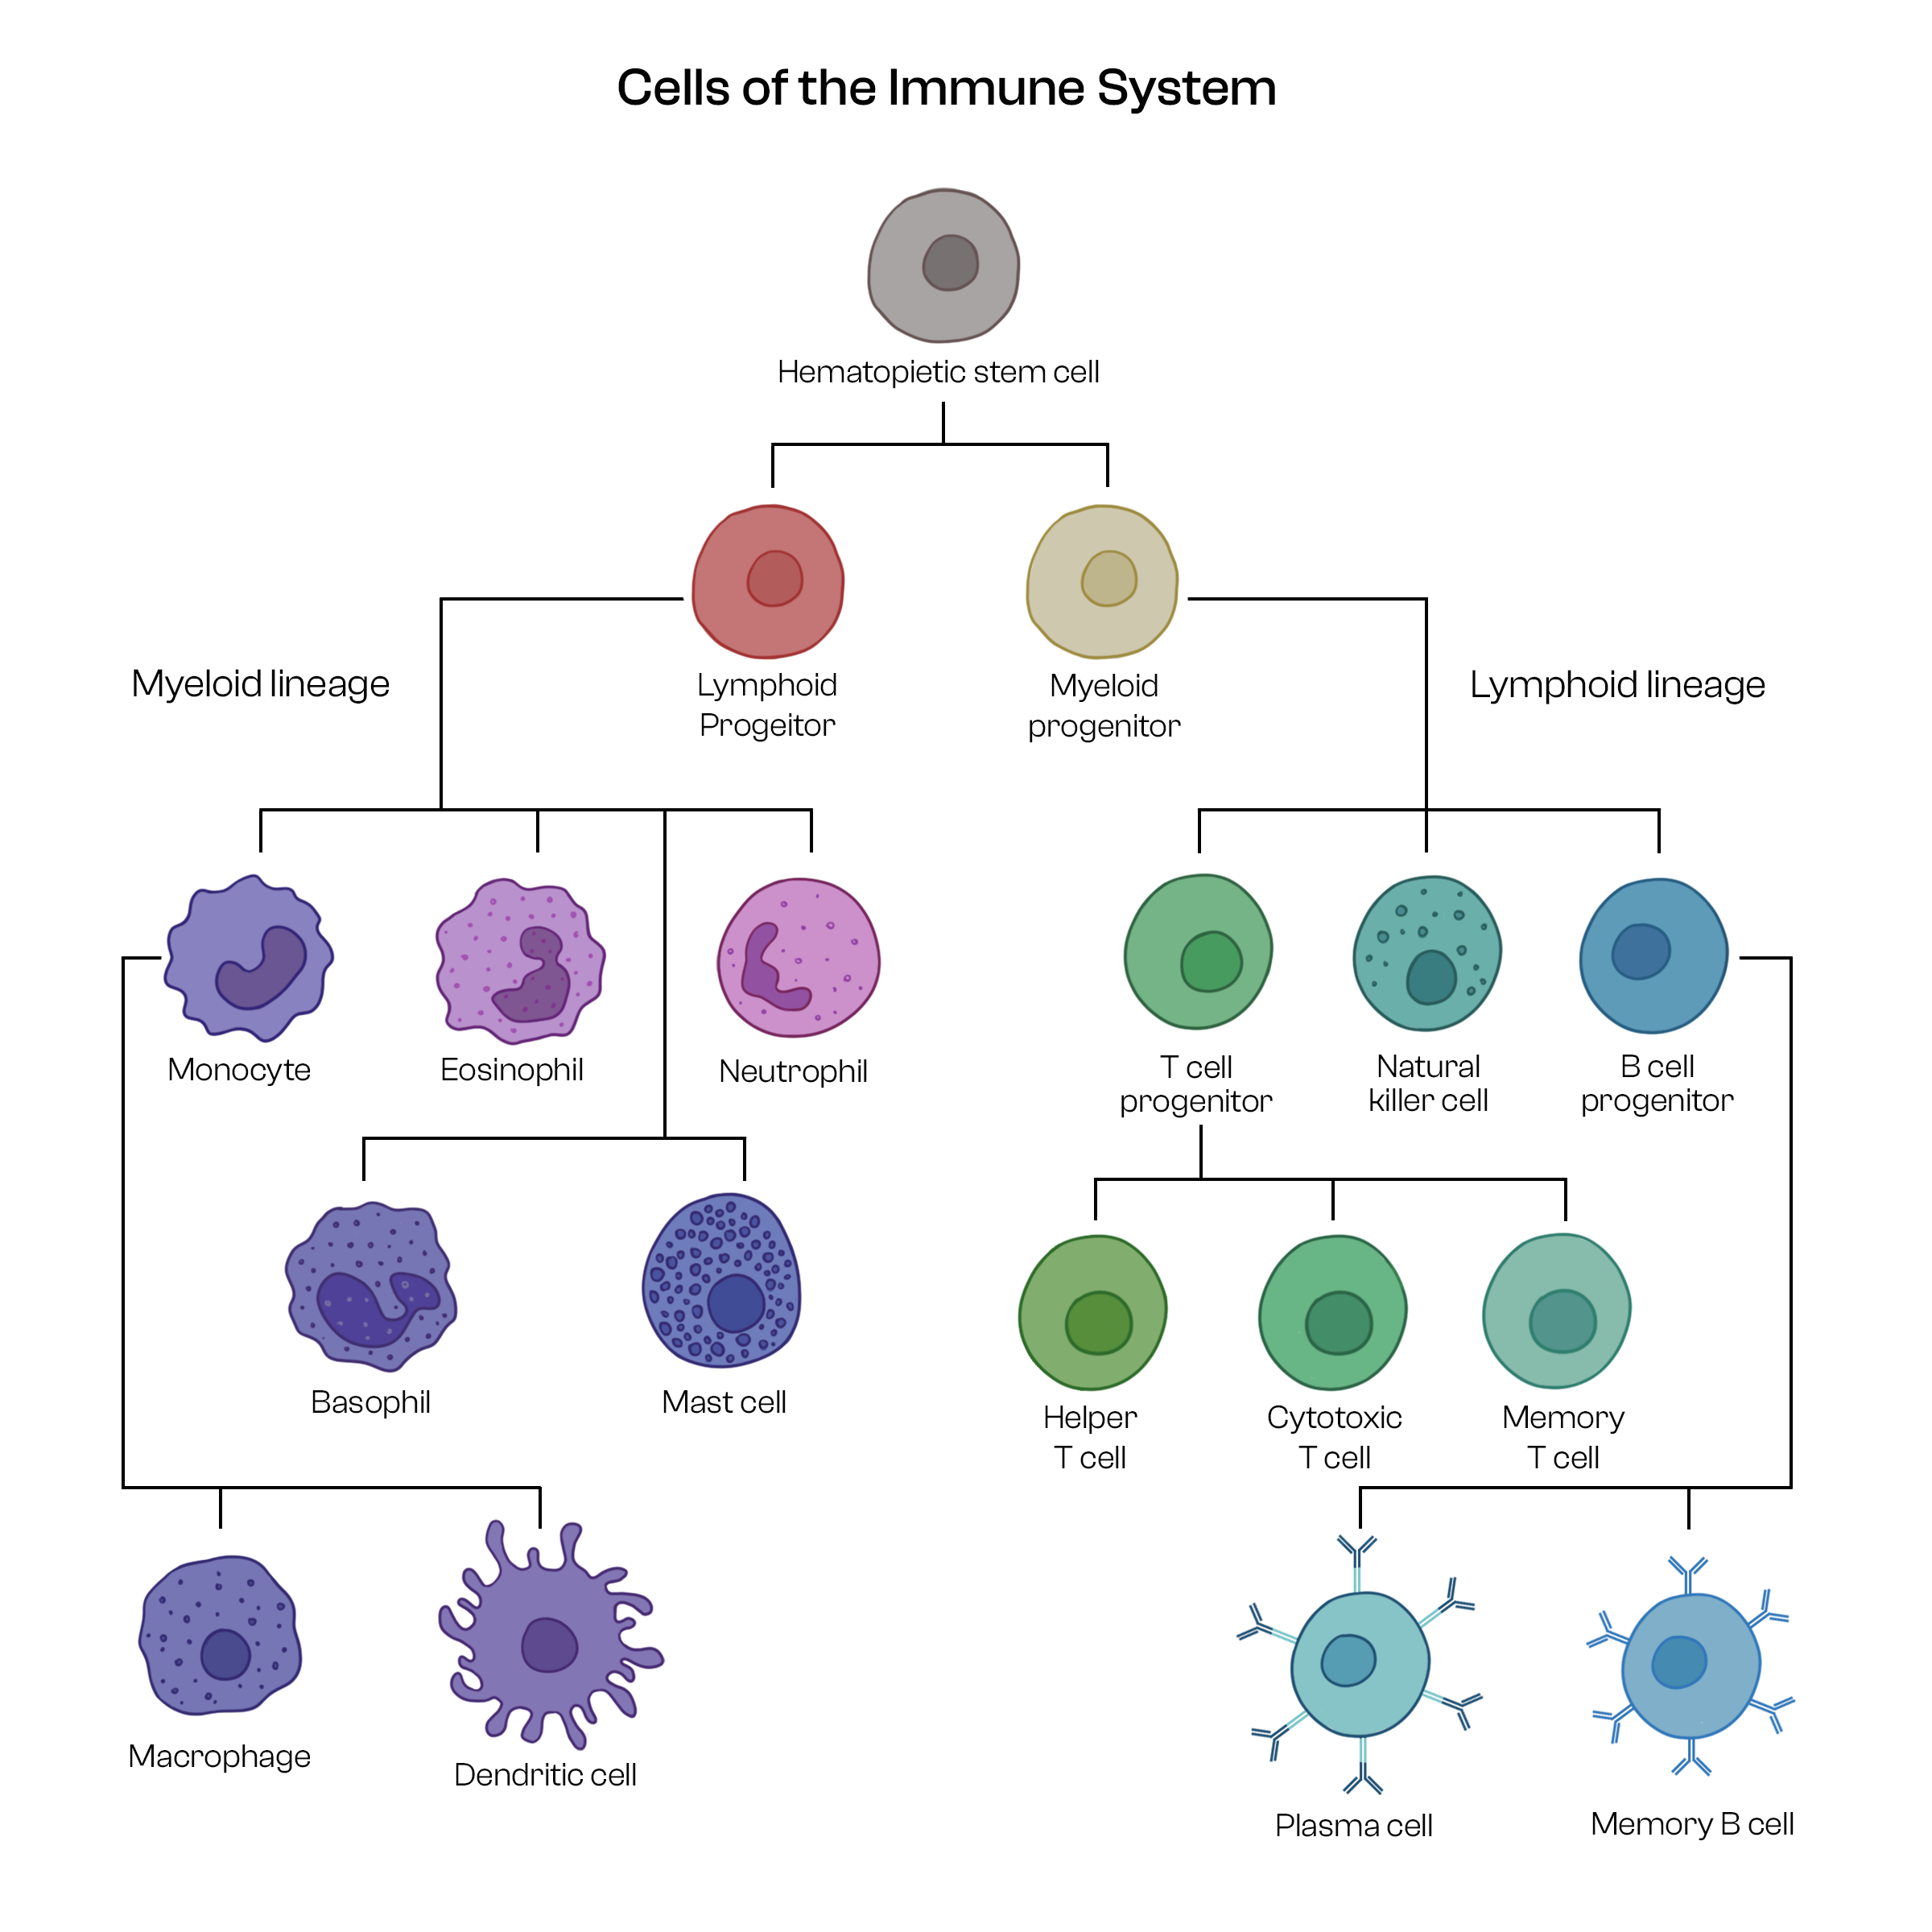 Cells of the Immune System
Hematopietic stem cell
Myeloid lineage
Lymphoid
Progeitor
Myeloid
progenitor
Lymphoid lineage
Monocyte
Eosinophil
Neutrophil
T cell
progenitor
Natural
killer cell
B cell
progenitor
Basophil
Mast cell
Helper
T cell
Cytotoxic
T cell
Memory
T cell
Macrophage
Dendritic cell
Plasma cell
Memory B cell